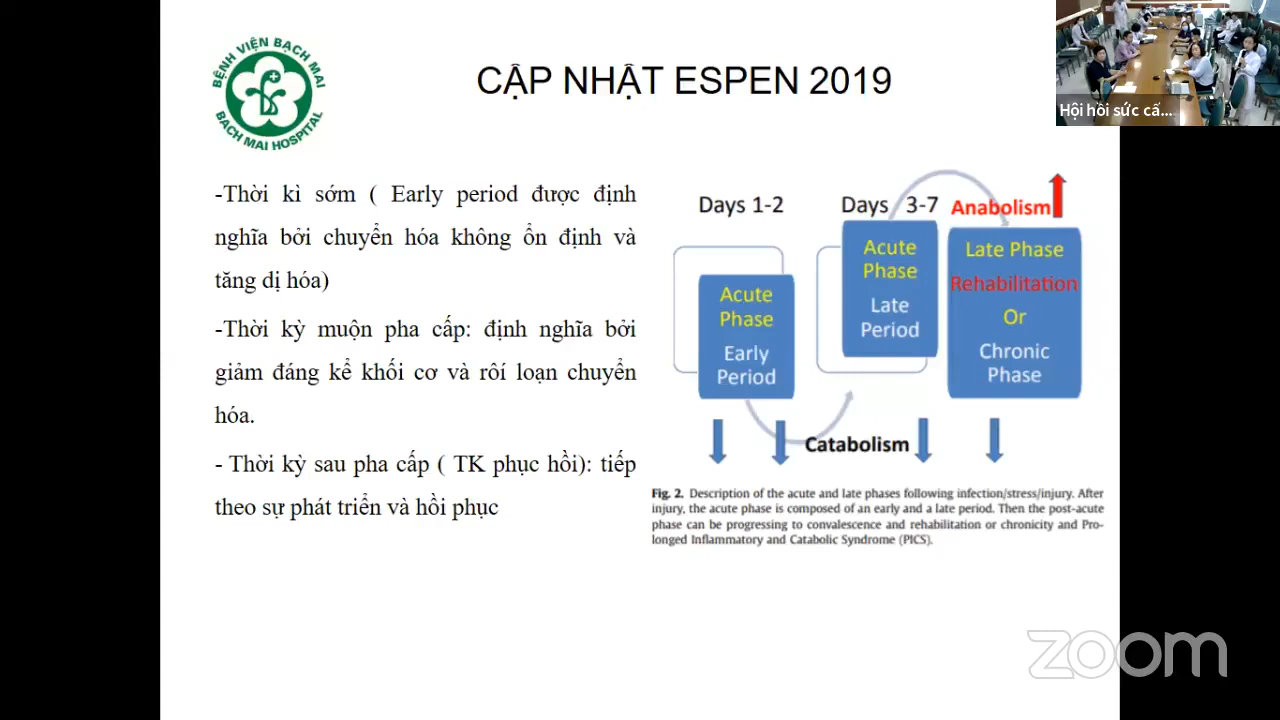 BỆNH VIỆN BẠCH MAI
BACH MAI HOSPITAL
CẬP NHẬT ESPEN 2019
Hội hồi sức cấ...
-Thời kì sớm ( Early period được định
nghĩa bởi chuyển hóa không ổn định và
tăng dị hóa)
-Thời kỳ muộn pha cấp: định nghĩa bởi
giảm đáng kể khối cơ và rôí loạn chuyển
hóa.
- Thời kỳ sau pha cấp ( TK phục hồi): tiếp
theo sự phát triển và hồi phục
Days 1-2
Days 3-7
Anabolism
Acute
Phase
Early
Period
Acute
Phase
Late
Period
Late Phase
Rehabilitation
Or
Chronic
Phase
Catabolism
Fig. 2. Description of the acute and late phases following infection/stress/injury. After
injury, the acute phase is composed of an early and a late period. Then the post-acute
phase can be progressing to convalescence and rehabilitation or chronicity and Pro-
longed Inflammatory and Catabolic Syndrome (PICS).
zoom